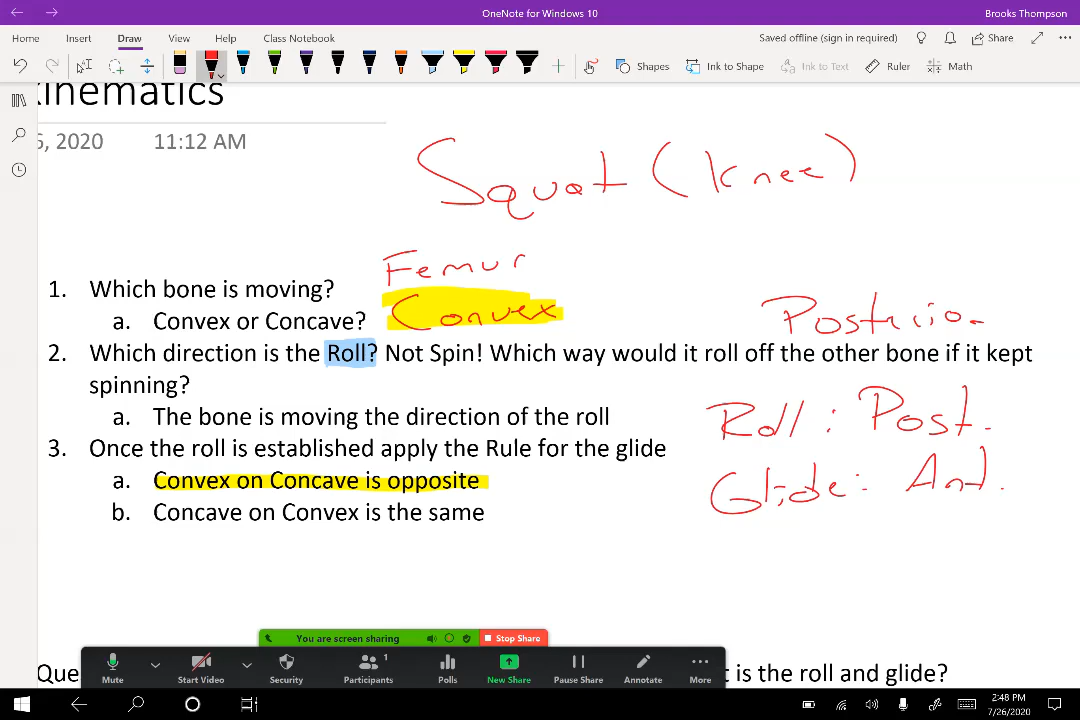 OneNote for Windows 10
Brooks Thompson
Home Insert Draw View Help Class Notebook
Saved offline (sign in required) Share
Shapes Ink to Shape Ink to Text Ruler Math
kinematics
6, 2020 11:12 AM
Squat (Knee)
Femur
1. Which bone is moving?
a. Convex or Concave? Convex
Posterio
2. Which direction is the Roll? Not Spin! Which way would it roll off the other bone if it kept
spinning?
a. The bone is moving the direction of the roll
Roll : Post.
3. Once the roll is established apply the Rule for the glide
a. Convex on Concave is opposite
Glide: Ant.
b. Concave on Convex is the same
You are screen sharing Stop Share
1
Mute Start Video Security Participants Polls New Share Pause Share Annotate More
Que t is the roll and glide?
2:48 PM
7/26/2020